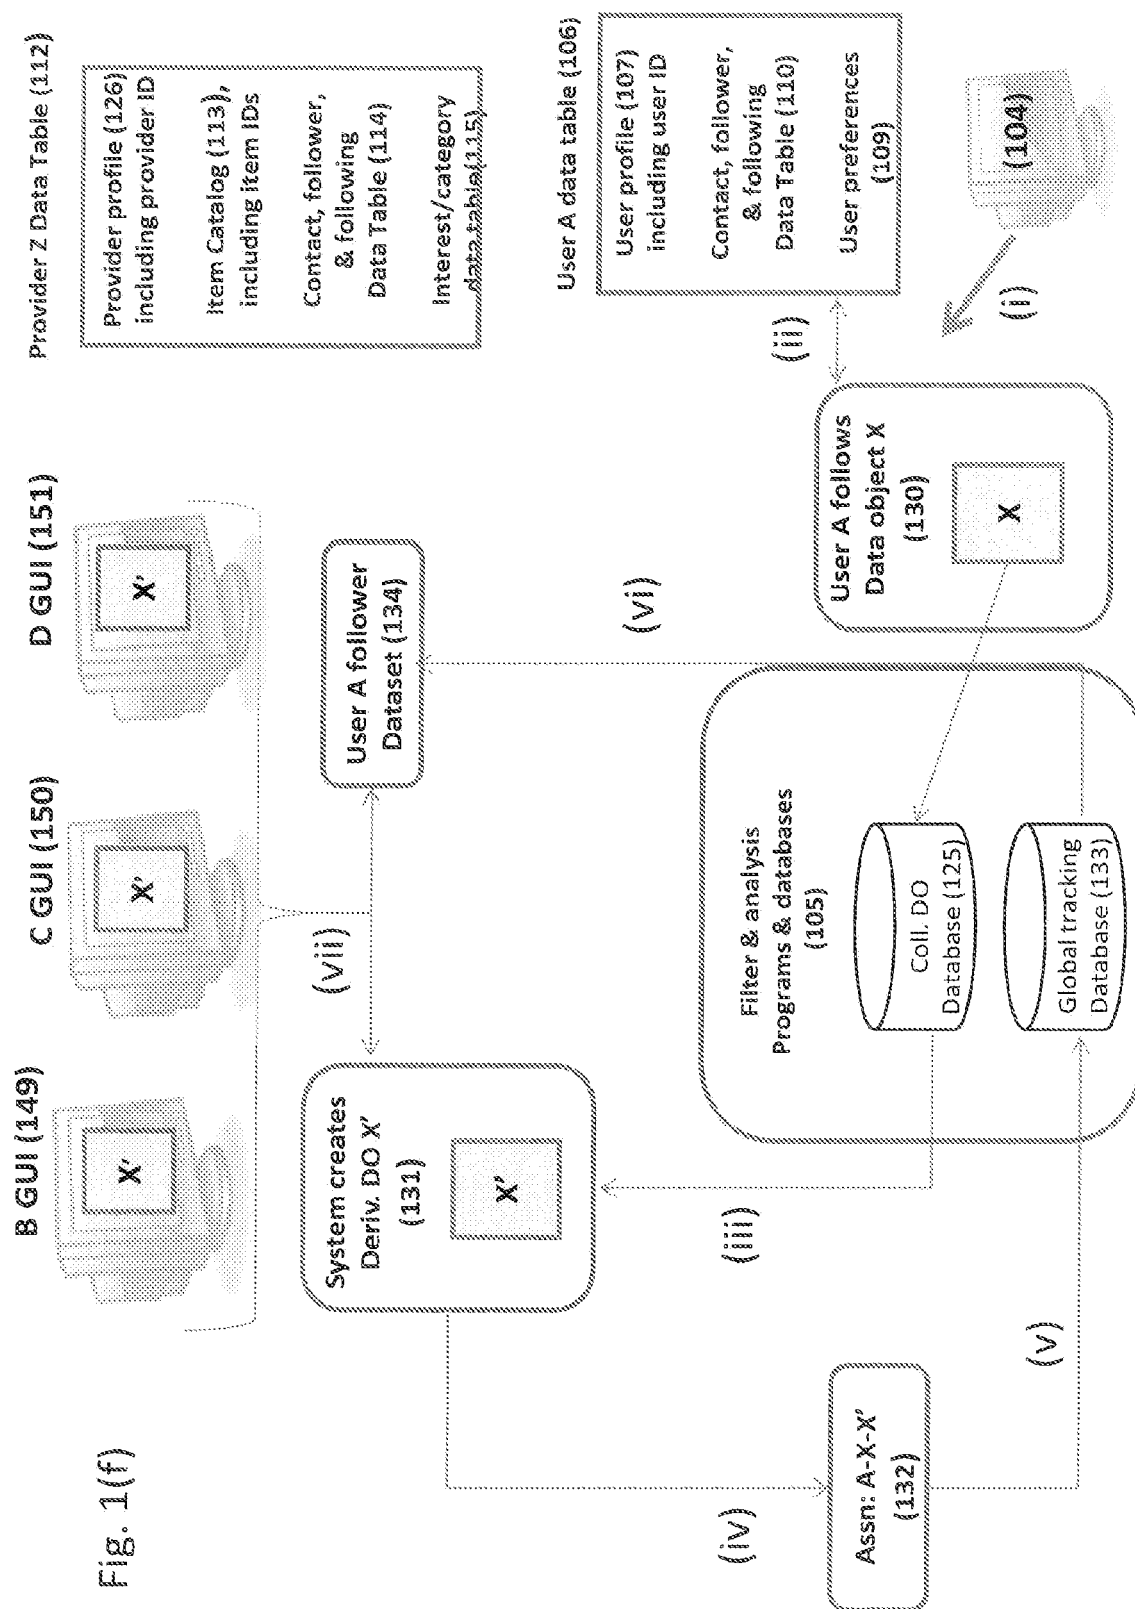 Fig. 1(f)
B GUI (149)
C GUI (150)
D GUI (151)
X'
X'
X'
Provider Z Data Table (112)
Provider profile (126)
including provider ID
Item Catalog (113),
including item IDs
Contact, follower,
& following
Data Table (114)
Interest/category
data table(115)
System creates
Deriv. DO X'
(131)
X'
(vii)
User A follower
Dataset (134)
User A data table (106)
User profile (107)
including user ID
Contact, follower,
& following
Data Table (110)
User preferences
(109)
(iii)
(vi)
(ii)
(iv)
Assn: A-X-X'
(132)
(v)
Filter & analysis
Programs & databases
(105)
Coll. DO
Database (125)
Global tracking
Database (133)
User A follows
Data object X
(130)
X
(i)
(104)